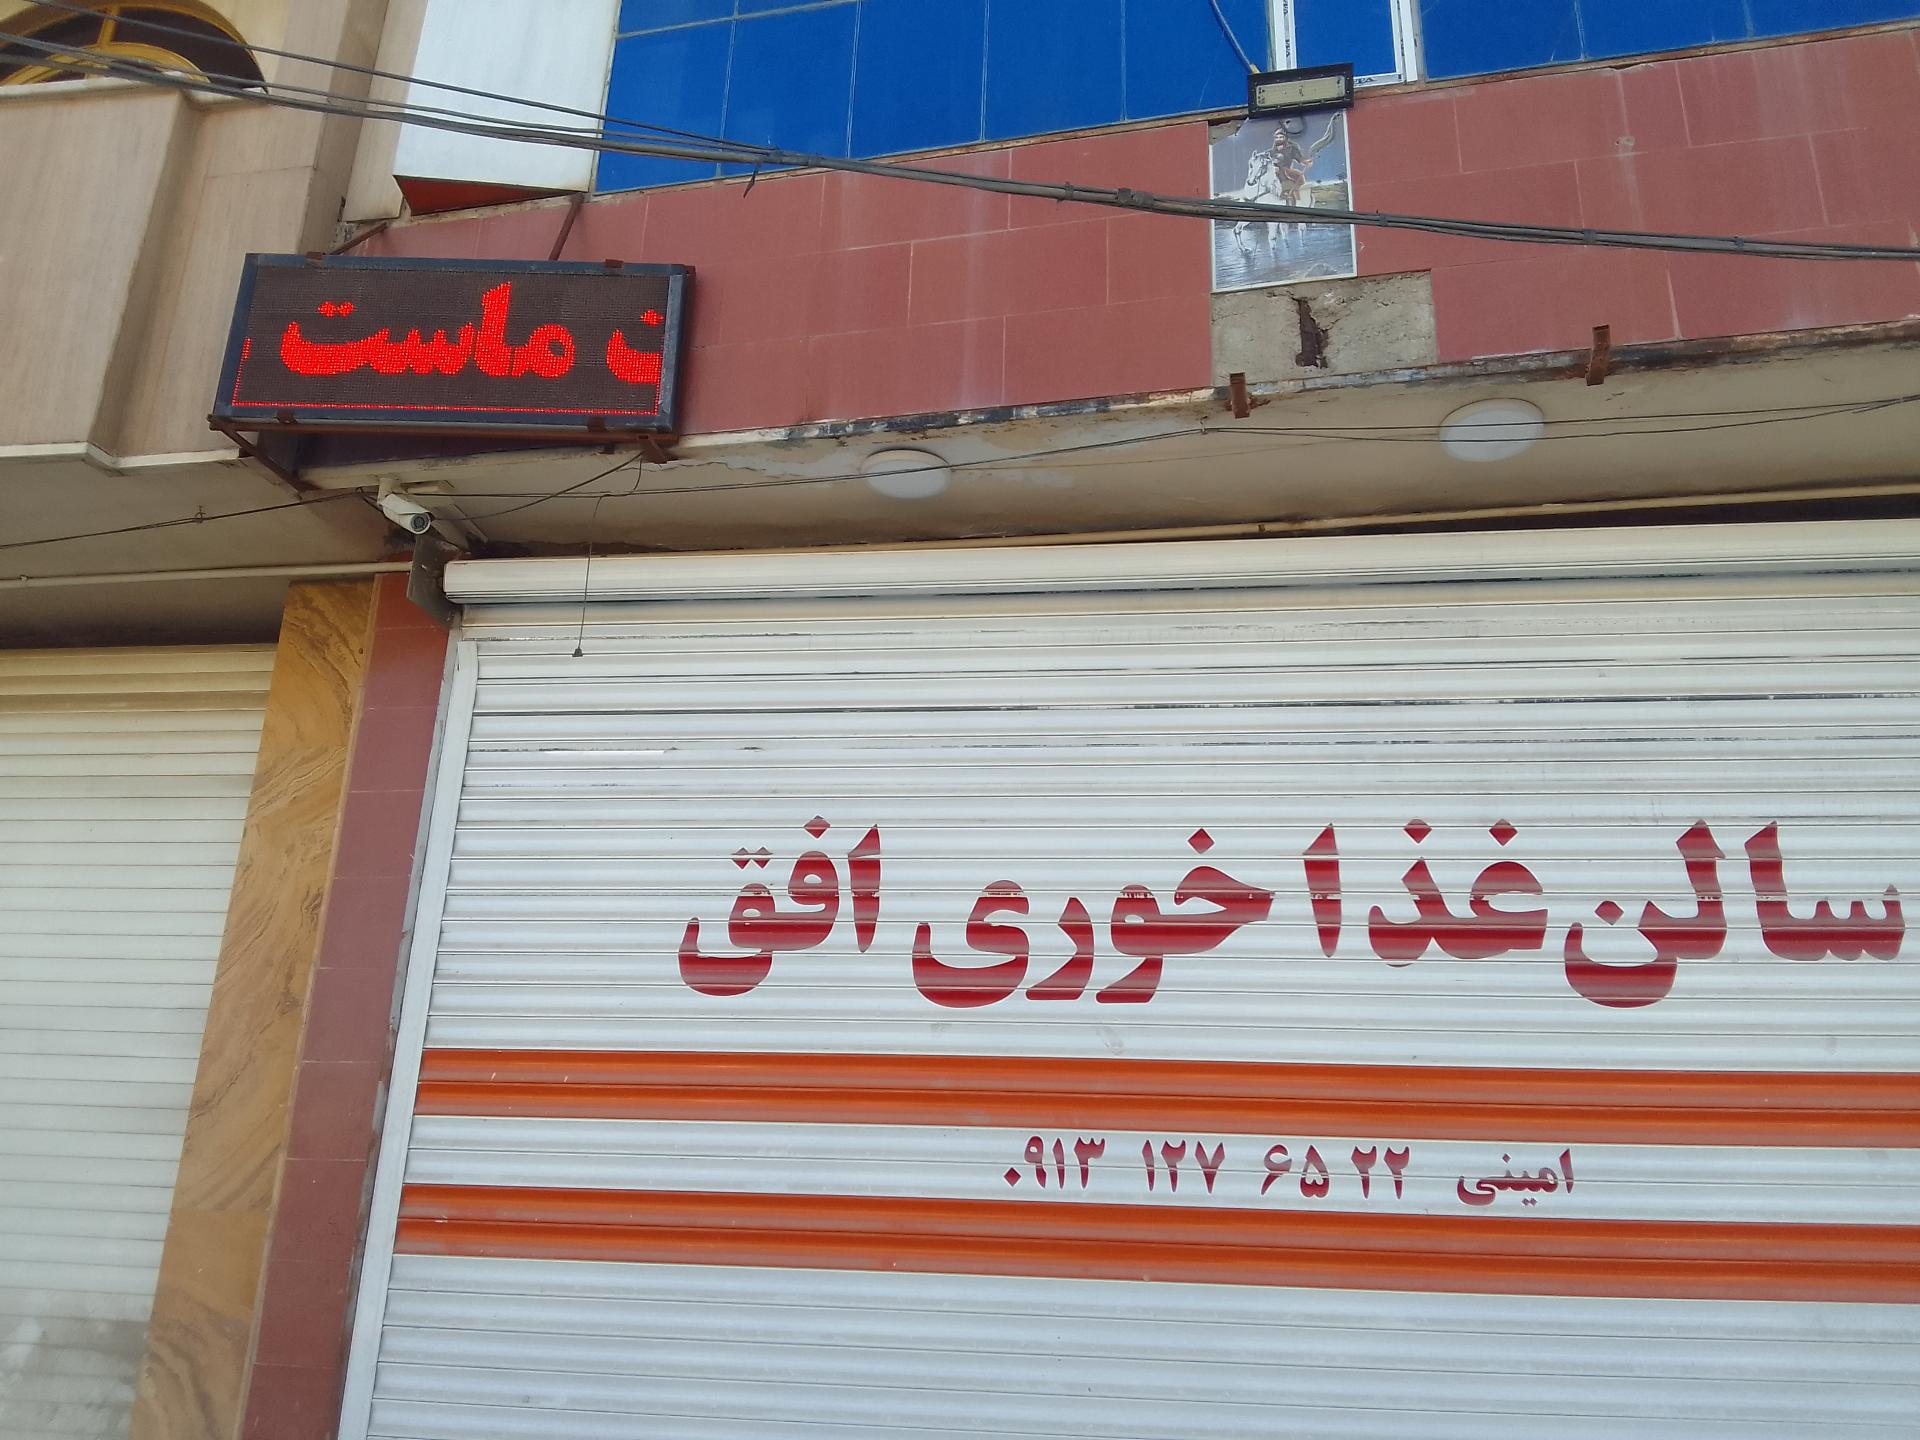 ماست
سالن غذاخوری افق
امینی ۰۹۱۳ ۱۲۷ ۶۵ ۲۲